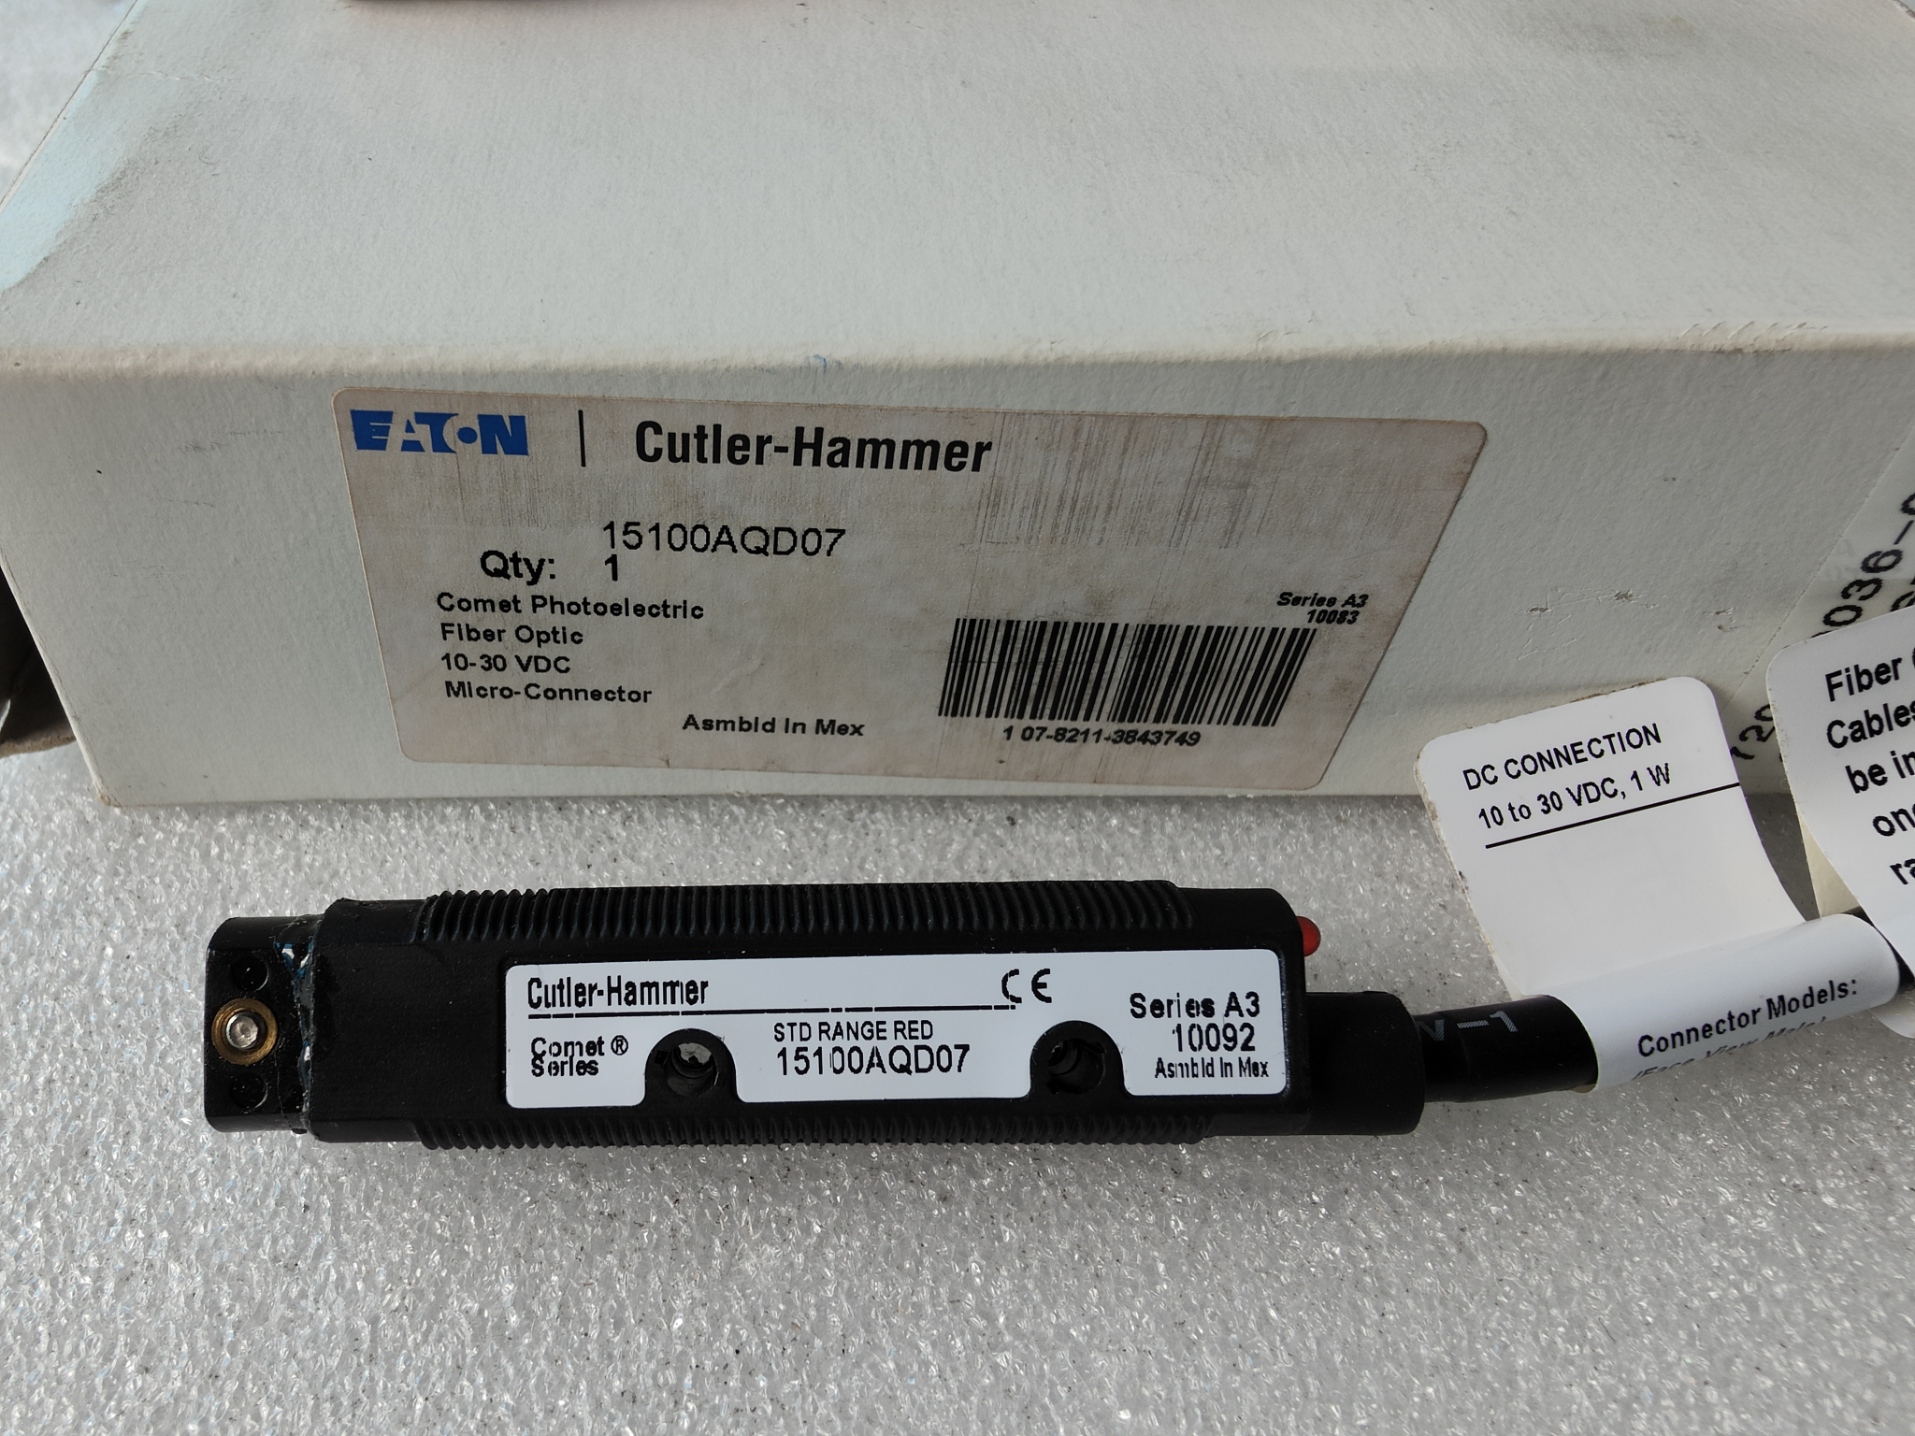 EATON | Cutler-Hammer
15100AQD07
Qty: 1
Comet Photoelectric
Fiber Optic
10-30 VDC
Micro-Connector
Asmbld In Mex
Series A3
10083
1 07-8211-3843749
DC CONNECTION
10 to 30 VDC, 1 W
Fiber
Cables
be in
Connector Models:
Cutler-Hammer
CE
Comet ®
Series
STD RANGE RED
15100AQD07
Series A3
10092
Asmbld In Mex